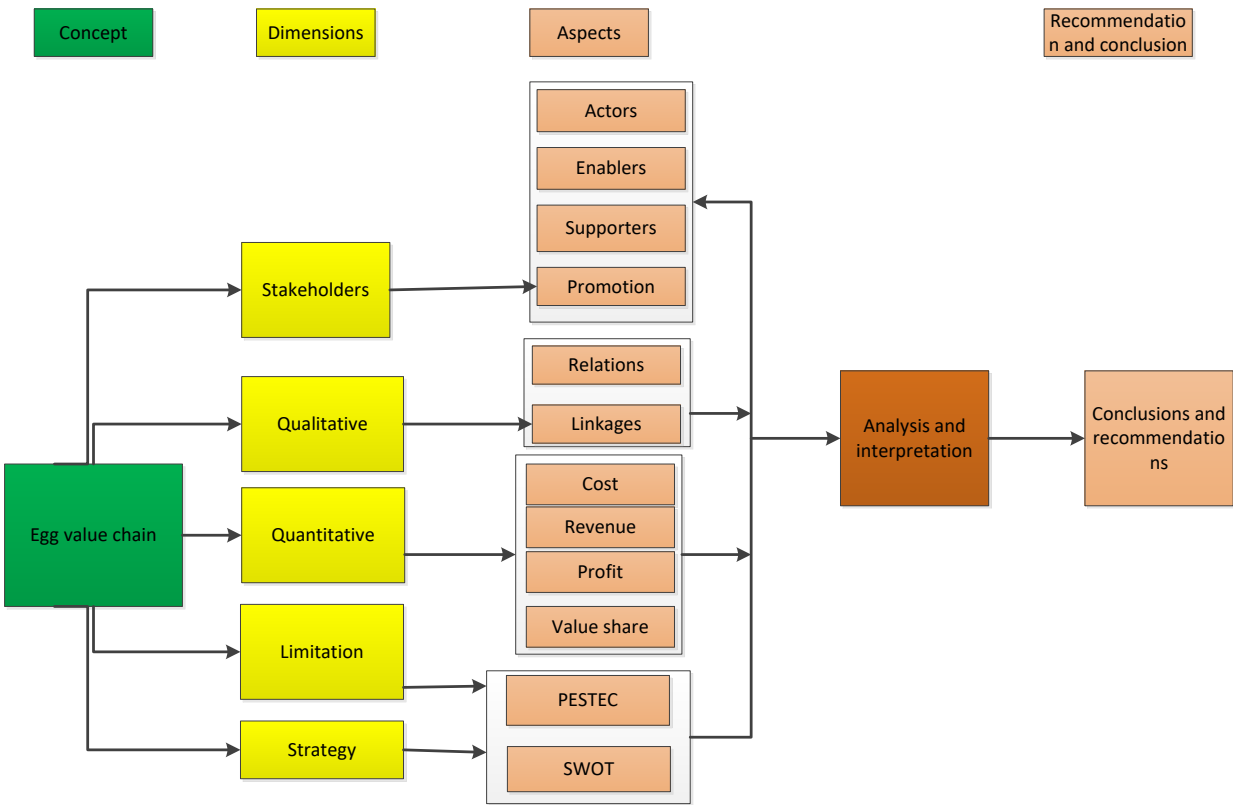 Concept
Dimensions
Aspects
Recommendatio
n and conclusion
Actors
Enablers
Supporters
Promotion
Stakeholders
Relations
Linkages
Qualitative
Analysis and
interpretation
Conclusions and
recommendatio
ns
Egg value chain
Quantitative
Cost
Revenue
Profit
Value share
Limitation
PESTEC
Strategy
SWOT